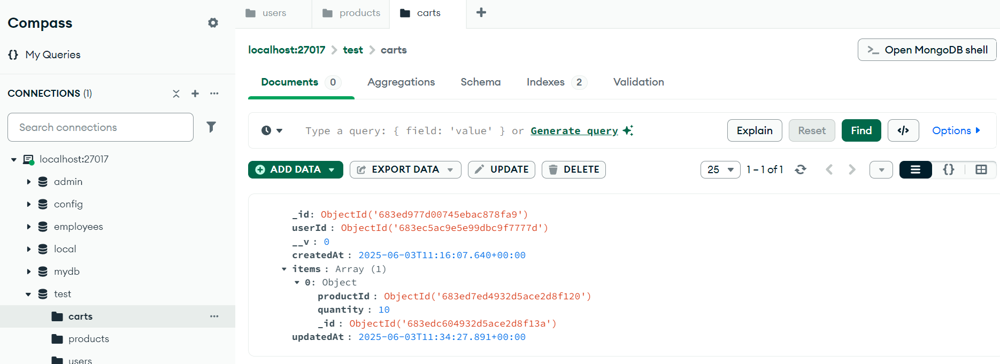 Compass
{} My Queries
CONNECTIONS (1)
Search connections
localhost:27017
admin
config
employees
local
mydb
test
carts
products
users
users
products
carts
localhost:27017 > test > carts
>_ Open MongoDB shell
Documents 0
Aggregations
Schema
Indexes 2
Validation
Type a query: { field: 'value' } or Generate query
Explain
Reset
Find
</>
Options
ADD DATA
EXPORT DATA
UPDATE
DELETE
25
1 – 1 of 1
{}
_id: ObjectId('683ed977d00745ebac878fa9')
userId : ObjectId('683ec5ac9e5e99dbc9f7777d')
__v : 0
createdAt : 2025-06-03T11:16:07.640+00:00
items : Array (1)
0: Object
productId : ObjectId('683ed7ed4932d5ace2d8f120')
quantity : 10
_id : ObjectId('683edc604932d5ace2d8f13a')
updatedAt : 2025-06-03T11:34:27.891+00:00